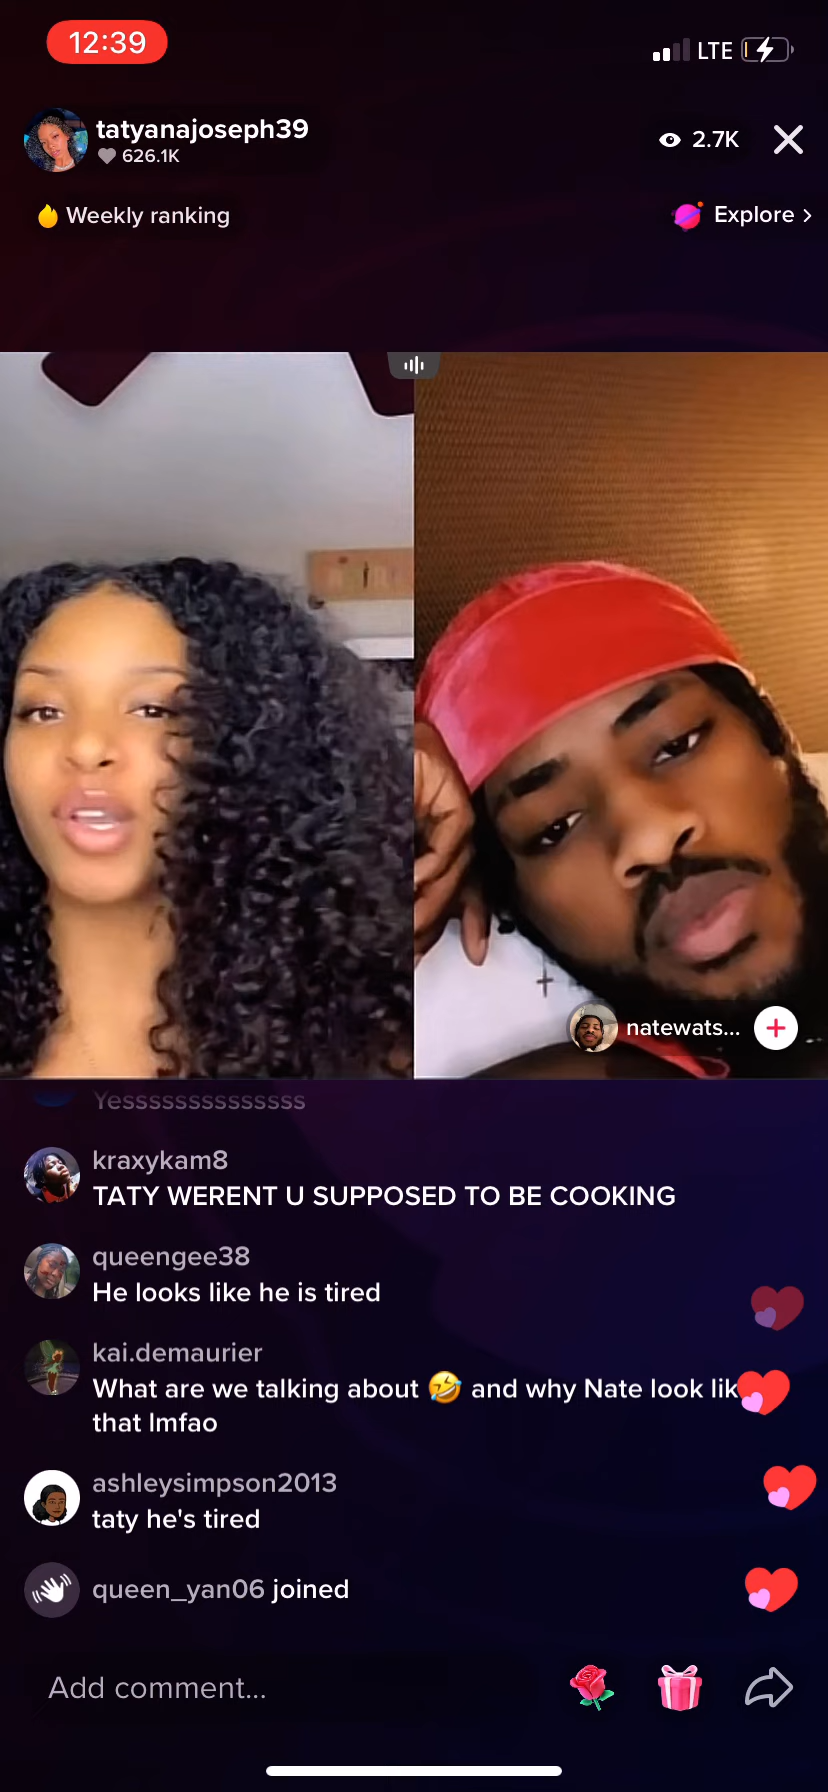 12:39
LTE
tatyanajoseph39
626.1K
2.7K
Weekly ranking
Explore >
natewats...
Yesssssssssssssss
kraxykam8
TATY WERENT U SUPPOSED TO BE COOKING
queengee38
He looks like he is tired
kai.demaurier
What are we talking about 🤣 and why Nate look lik
that lmfao
ashleysimpson2013
taty he's tired
queen_yan06 joined
Add comment...